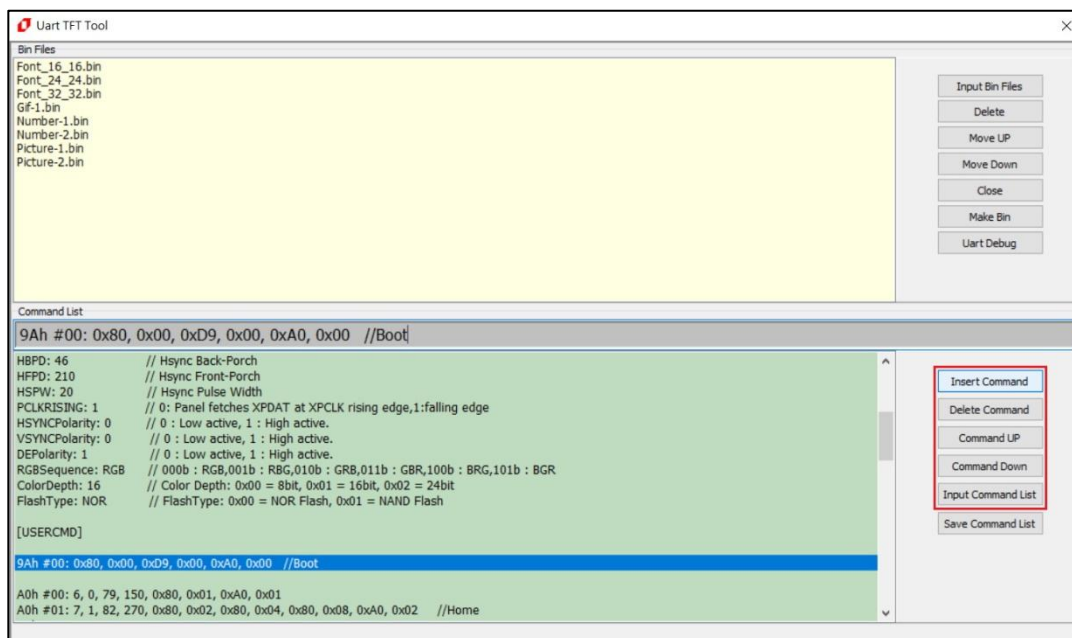 Uart TFT Tool
Bin Files
Font_16_16.bin
Font_24_24.bin
Font_32_32.bin
Gif-1.bin
Number-1.bin
Number-2.bin
Picture-1.bin
Picture-2.bin
Input Bin Files
Delete
Move UP
Move Down
Close
Make Bin
Uart Debug
Command List
9Ah #00: 0x80, 0x00, 0xD9, 0x00, 0xA0, 0x00 //Boot
HBPD: 46 // Hsync Back-Porch
HFPD: 210 // Hsync Front-Porch
HSPW: 20 // Hsync Pulse Width
PCLKRISING: 1 // 0: Panel fetches XPDAT at XPCLK rising edge,1:falling edge
HSYNCPolarity: 0 // 0 : Low active, 1 : High active.
VSYNCPolarity: 0 // 0 : Low active, 1 : High active.
DEPolarity: 1 // 0 : Low active, 1 : High active.
RGBSequence: RGB // 000b : RGB,001b : RBG,010b : GRB,011b : GBR,100b : BRG,101b : BGR
ColorDepth: 16 // Color Depth: 0x00 = 8bit, 0x01 = 16bit, 0x02 = 24bit
FlashType: NOR // FlashType: 0x00 = NOR Flash, 0x01 = NAND Flash
[USERCMD]
9Ah #00: 0x80, 0x00, 0xD9, 0x00, 0xA0, 0x00 //Boot
A0h #00: 6, 0, 79, 150, 0x80, 0x01, 0xA0, 0x01
A0h #01: 7, 1, 82, 270, 0x80, 0x02, 0x80, 0x04, 0x80, 0x08, 0xA0, 0x02 //Home
Insert Command
Delete Command
Command UP
Command Down
Input Command List
Save Command List